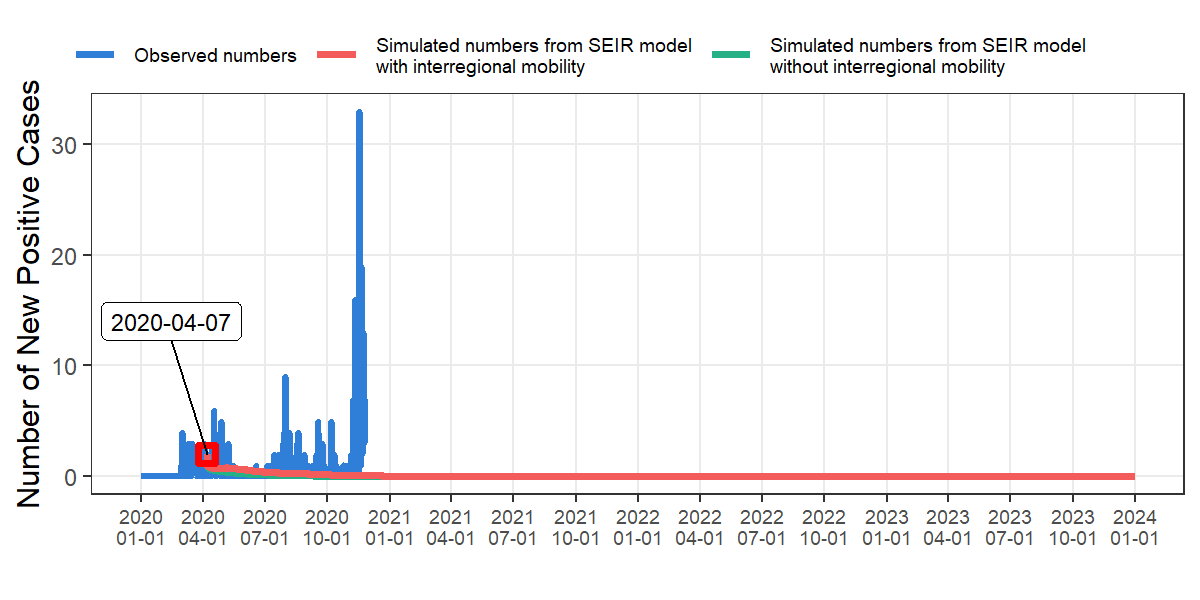 Observed numbers
Simulated numbers from SEIR model
with interregional mobility
Simulated numbers from SEIR model
without interregional mobility
Number of New Positive Cases
30
20
10
0
2020-04-07
2020 2020 2020 2020 2021 2021 2021 2021 2022 2022 2022 2022 2023 2023 2023 2023 2024
01-01 04-01 07-01 10-01 01-01 04-01 07-01 10-01 01-01 04-01 07-01 10-01 01-01 04-01 07-01 10-01 01-01